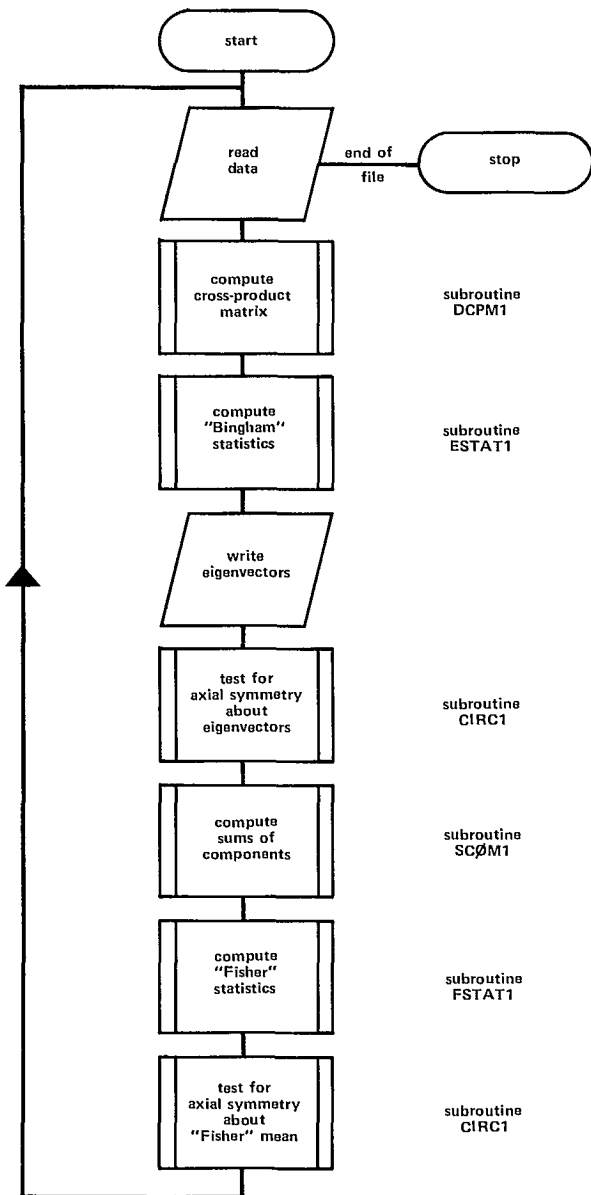 start
read
data
end of
file
stop
compute
cross-product
matrix
subroutine
DCPM1
compute
"Bingham"
statistics
subroutine
ESTAT1
write
eigenvectors
test for
axial symmetry
about
eigenvectors
subroutine
CIRC1
compute
sums of
components
subroutine
SCØM1
compute
"Fisher"
statistics
subroutine
FSTAT1
test for
axial symmetry
about
"Fisher" mean
subroutine
CIRC1